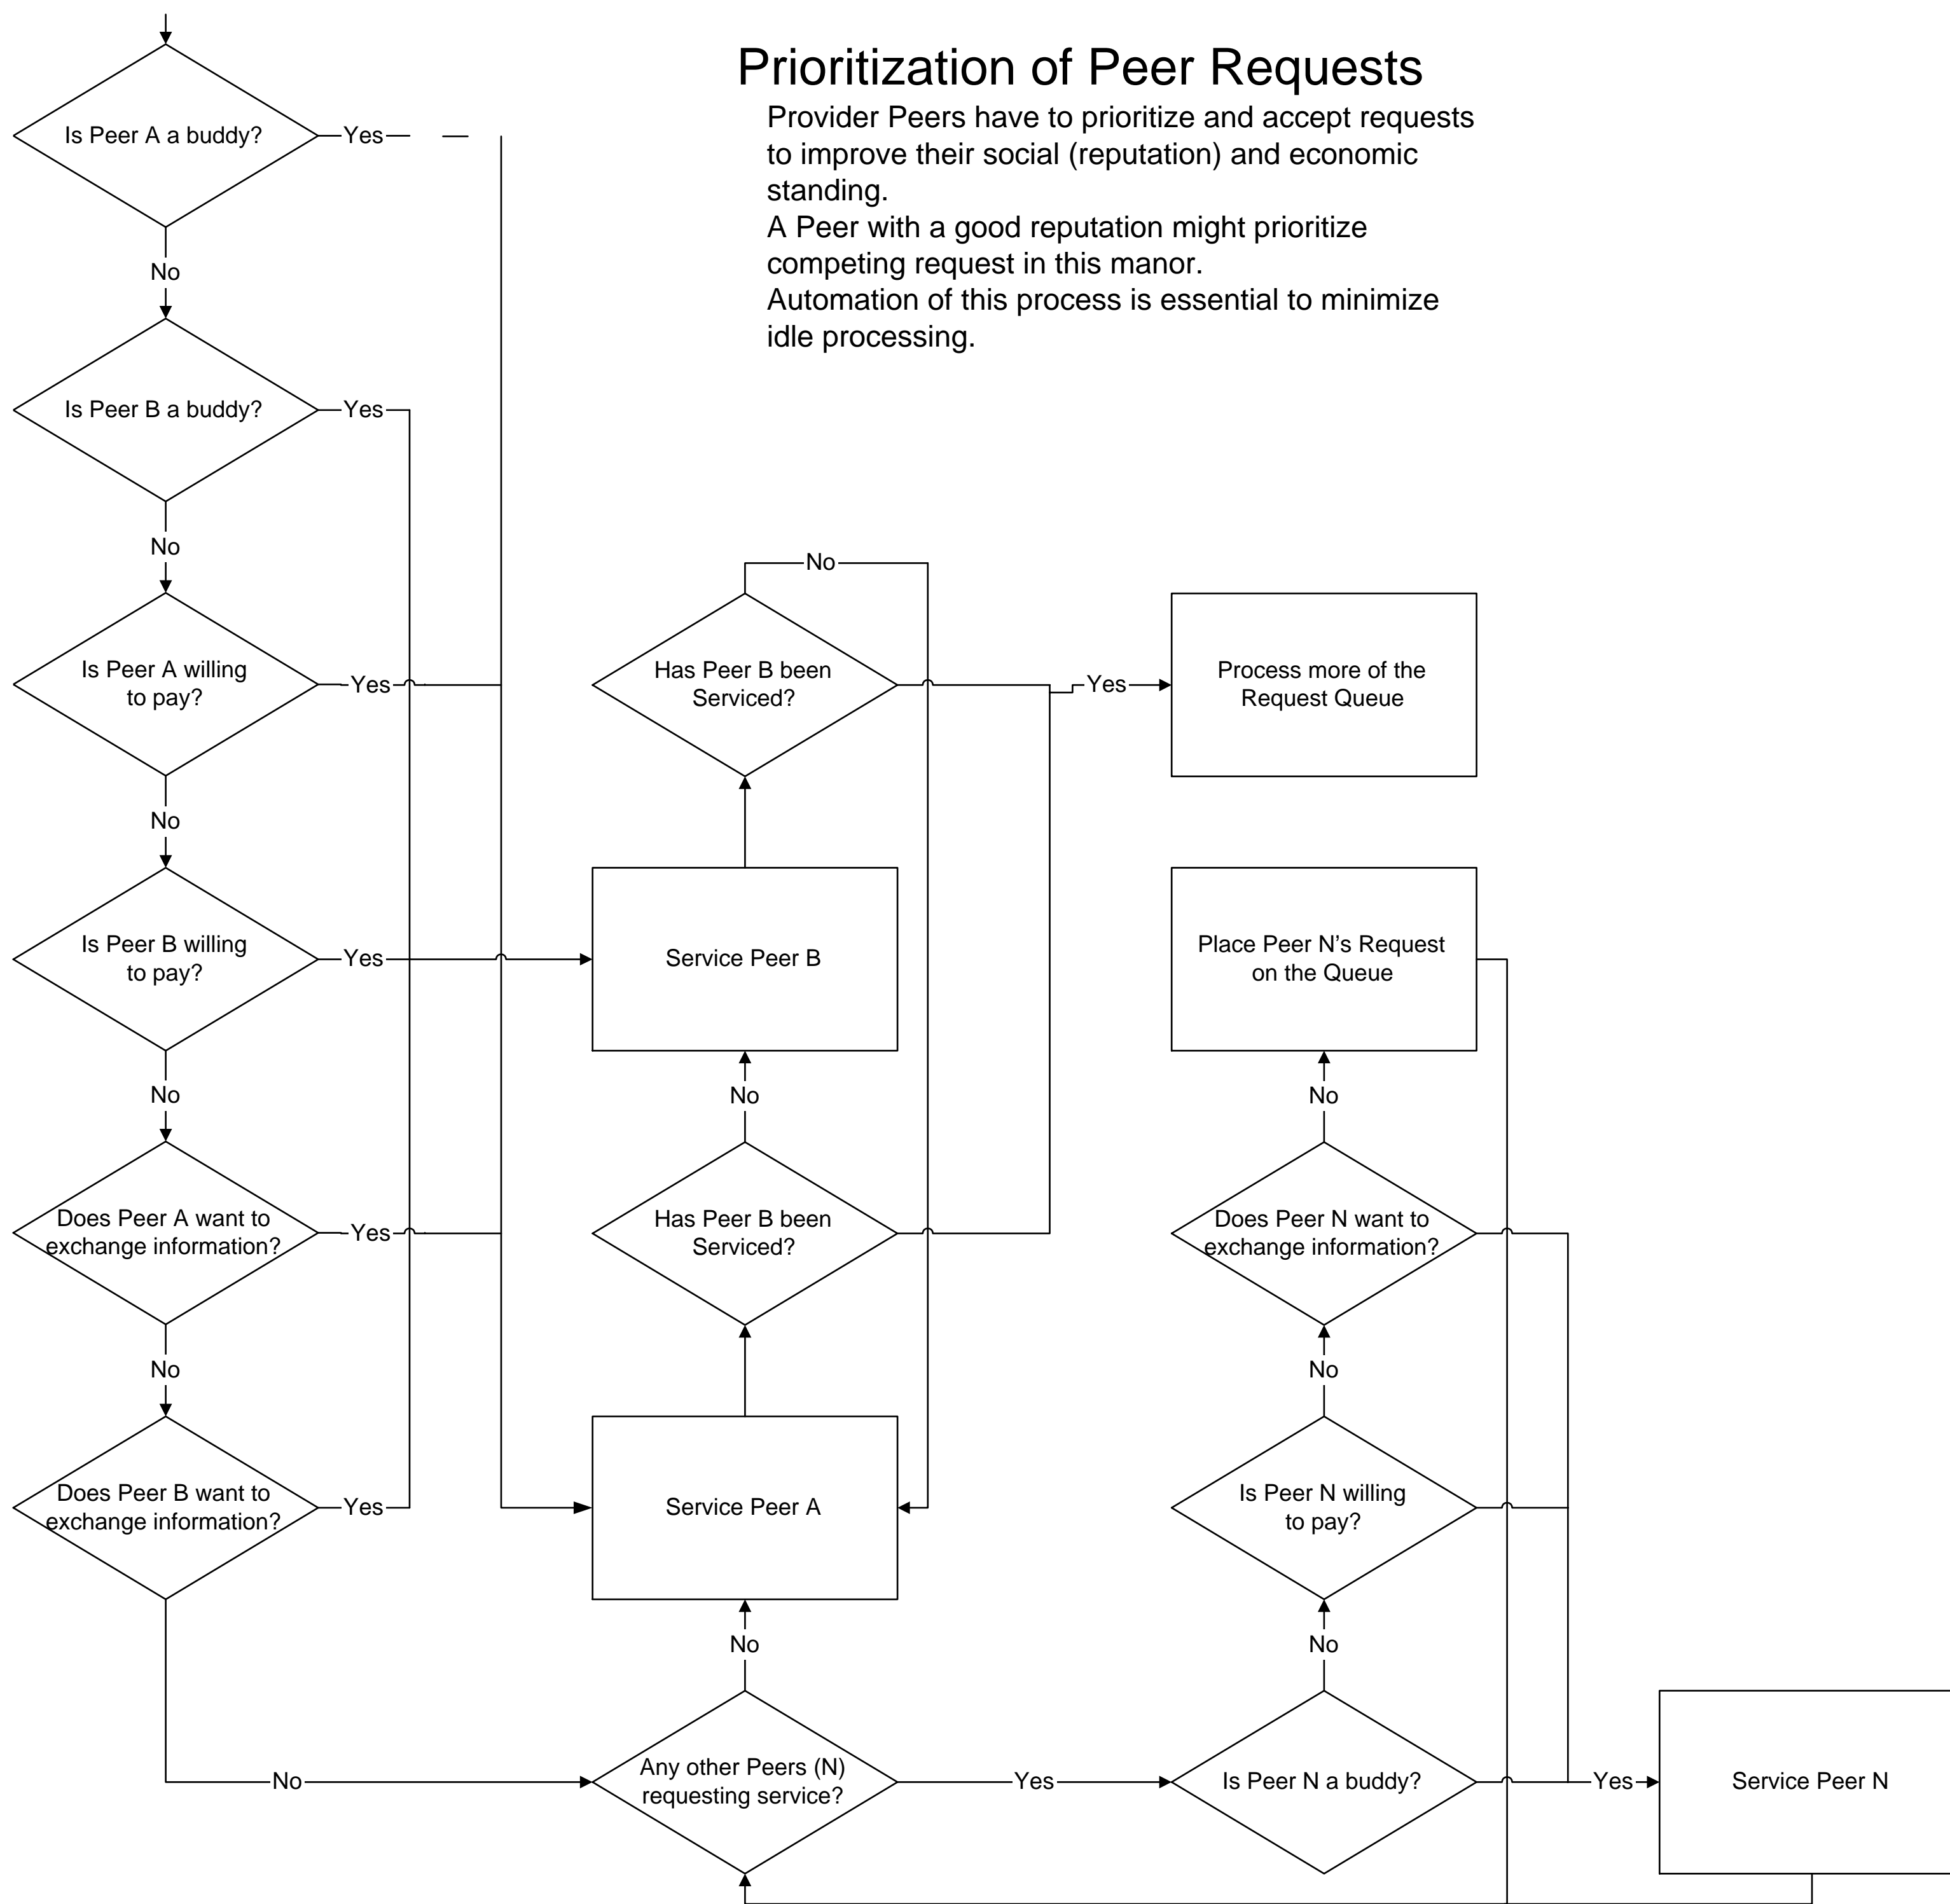 Prioritization of Peer Requests
Provider Peers have to prioritize and accept requests
to improve their social (reputation) and economic
standing.
A Peer with a good reputation might prioritize
competing request in this manor.
Automation of this process is essential to minimize
idle processing.
Is Peer A a buddy?
Yes
No
Is Peer B a buddy?
Yes
No
Is Peer A willing
to pay?
Yes
No
Is Peer B willing
to pay?
Yes
No
Does Peer A want to
exchange information?
Yes
No
Does Peer B want to
exchange information?
Yes
No
No
Has Peer B been
Serviced?
Yes
Process more of the
Request Queue
Service Peer B
No
Has Peer B been
Serviced?
Service Peer A
No
Any other Peers (N)
requesting service?
Yes
Place Peer N’s Request
on the Queue
No
Does Peer N want to
exchange information?
No
Is Peer N willing
to pay?
No
Is Peer N a buddy?
Yes
Service Peer N